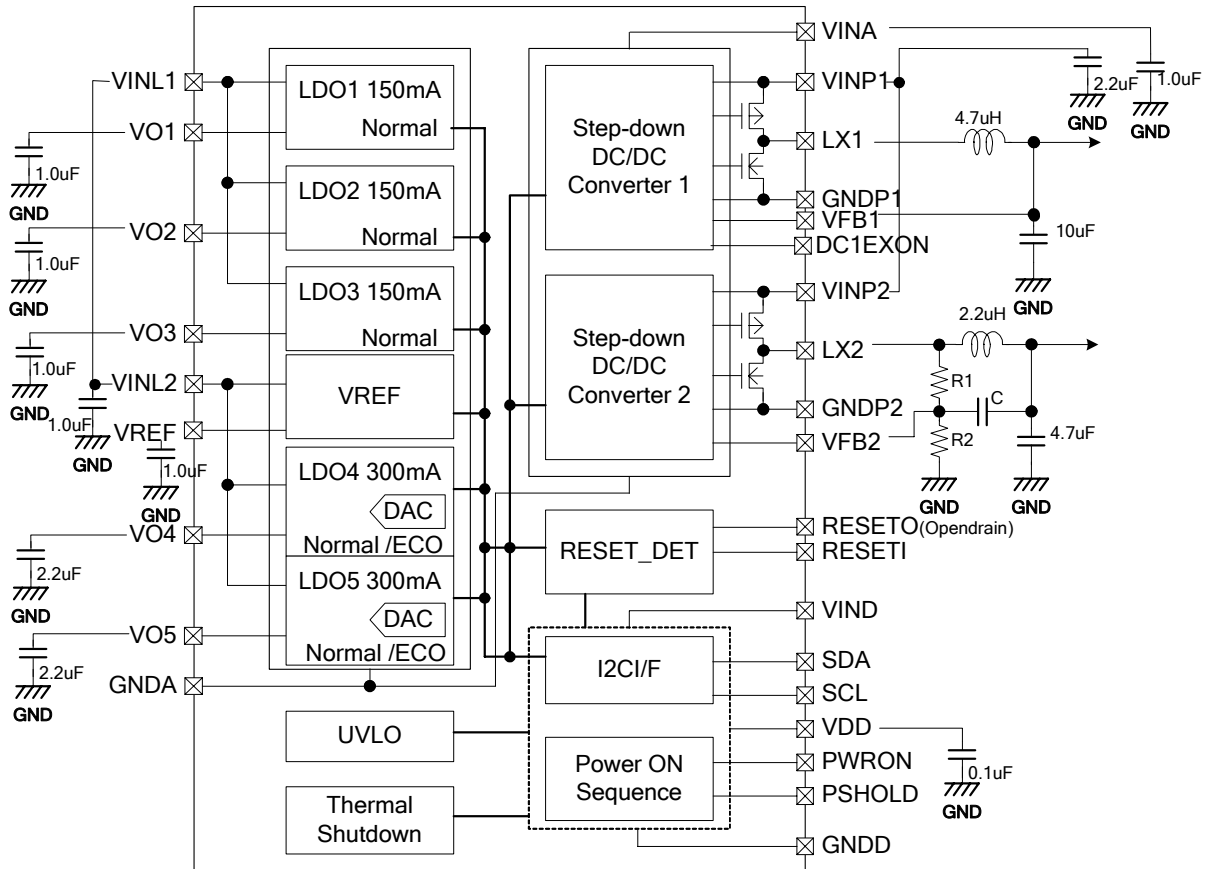 VINL1
VO1
1.0uF
GND
VO2
1.0uF
GND
VO3
1.0uF
GND
VINL2
1.0uF
GND
VREF
1.0uF
GND
VO4
2.2uF
GND
VO5
2.2uF
GND
GNDA
LDO1 150mA
Normal
LDO2 150mA
Normal
LDO3 150mA
Normal
VREF
LDO4 300mA
DAC
Normal /ECO
LDO5 300mA
DAC
Normal /ECO
UVLO
Thermal
Shutdown
Step-down
DC/DC
Converter 1
Step-down
DC/DC
Converter 2
RESET_DET
I2CI/F
Power ON
Sequence
VINA
1.0uF
GND
VINP1
2.2uF
GND
LX1
4.7uH
GNDP1
VFB1
10uF
GND
DC1EXON
VINP2
2.2uH
LX2
R1
C
GNDP2
R2
4.7uF
VFB2
GND
GND
RESETO(Opendrain)
RESETI
VIND
SDA
SCL
VDD
0.1uF
GND
PWRON
PSHOLD
GNDD